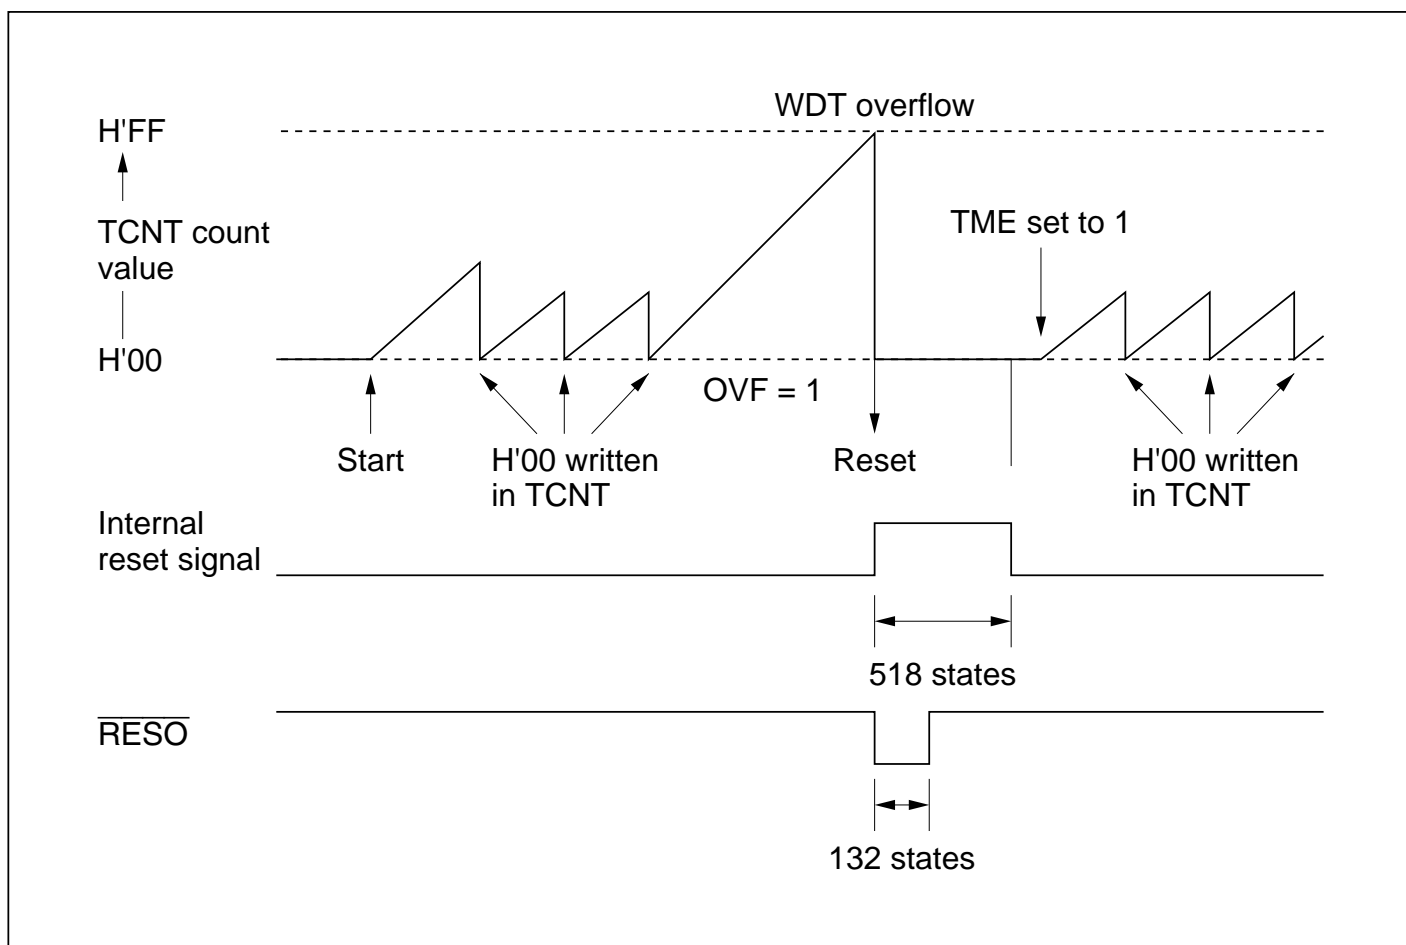 WDT overflow
H'FF
TCNT count
value
TME set to 1
H'00
OVF = 1
Start
H'00 written
in TCNT
Reset
H'00 written
in TCNT
Internal
reset signal
518 states
R̅E̅S̅O̅
132 states